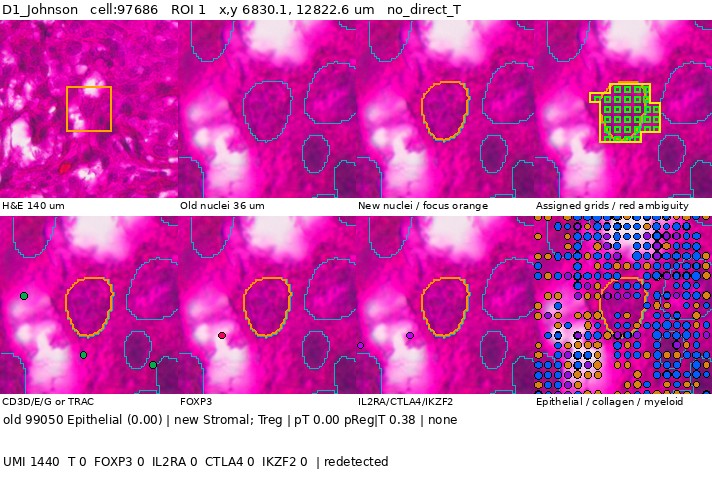 D1_Johnson cell:97686 ROI 1 x,y 6830.1, 12822.6 um no_direct_T
H&E 140 um
Old nuclei 36 um
New nuclei / focus orange
Assigned grids / red ambiguity
CD3D/E/G or TRAC
FOXP3
IL2RA/CTLA4/IKZF2
Epithelial / collagen / myeloid
old 99050 Epithelial (0.00) | new Stromal; Treg | pT 0.00 pReg|T 0.38 | none
UMI 1440 T 0 FOXP3 0 IL2RA 0 CTLA4 0 IKZF2 0 | redetected